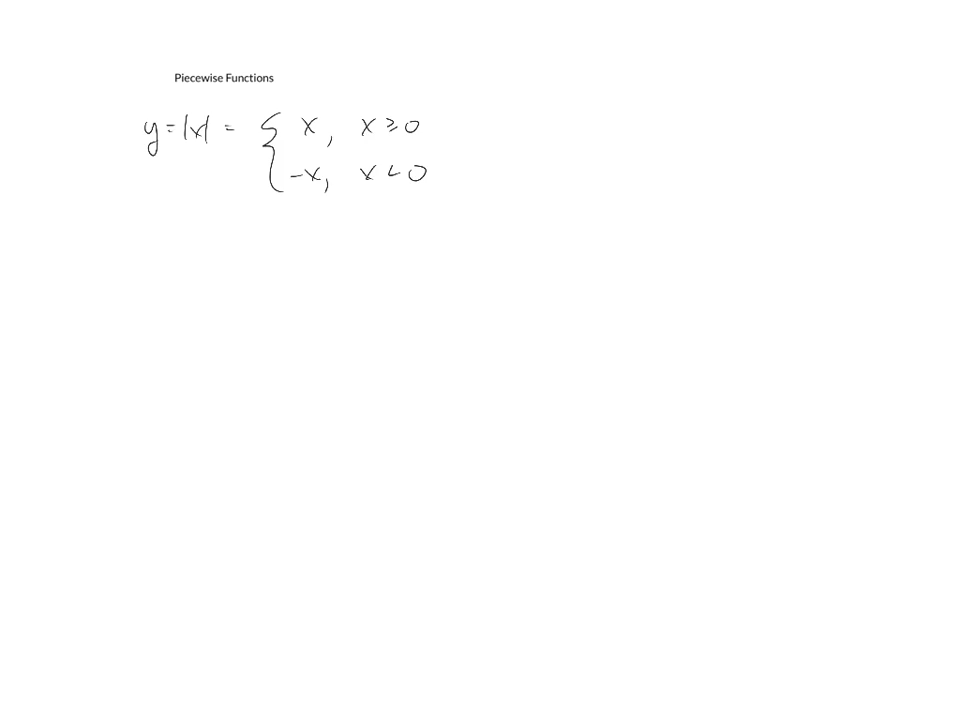 Piecewise Functions
y = |x| = { x, x ≥ 0
-x, x < 0